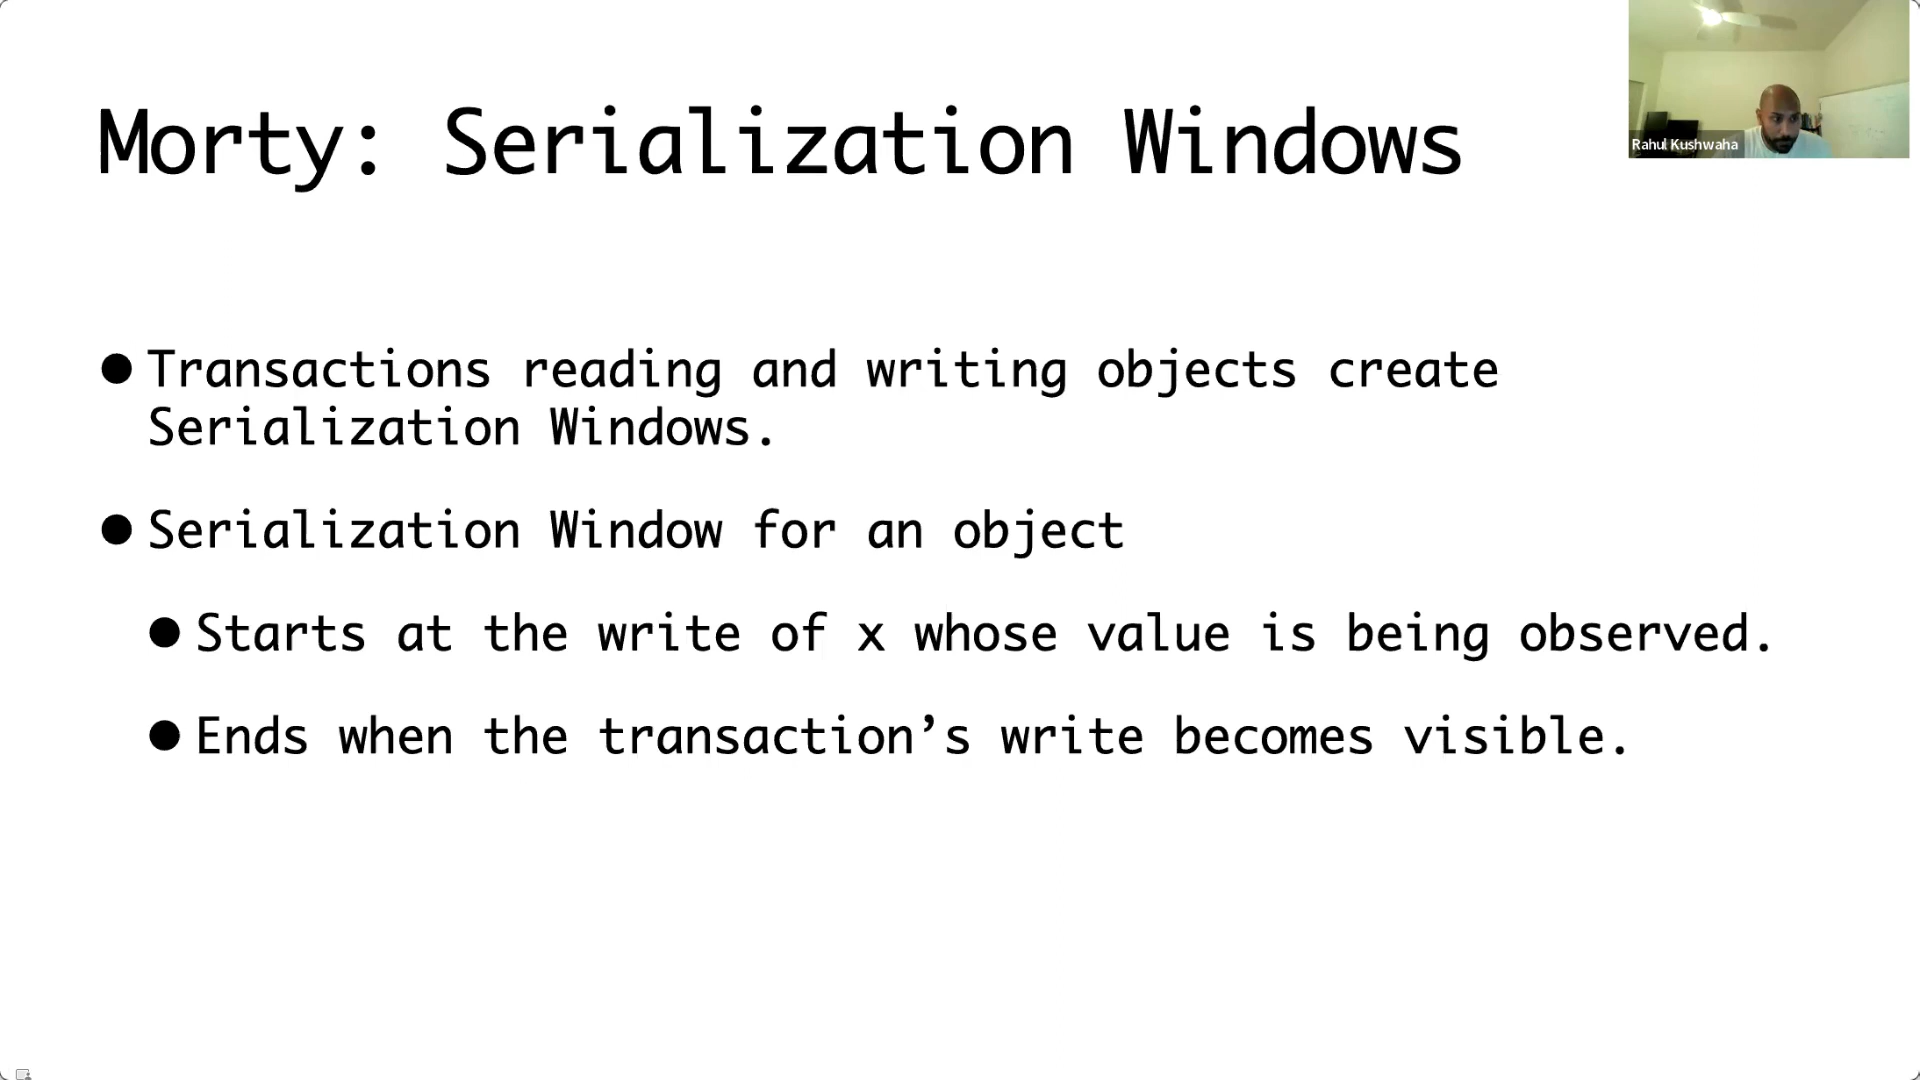 Morty: Serialization Windows
Rahul Kushwaha
● Transactions reading and writing objects create
Serialization Windows.
● Serialization Window for an object
● Starts at the write of x whose value is being observed.
● Ends when the transaction’s write becomes visible.